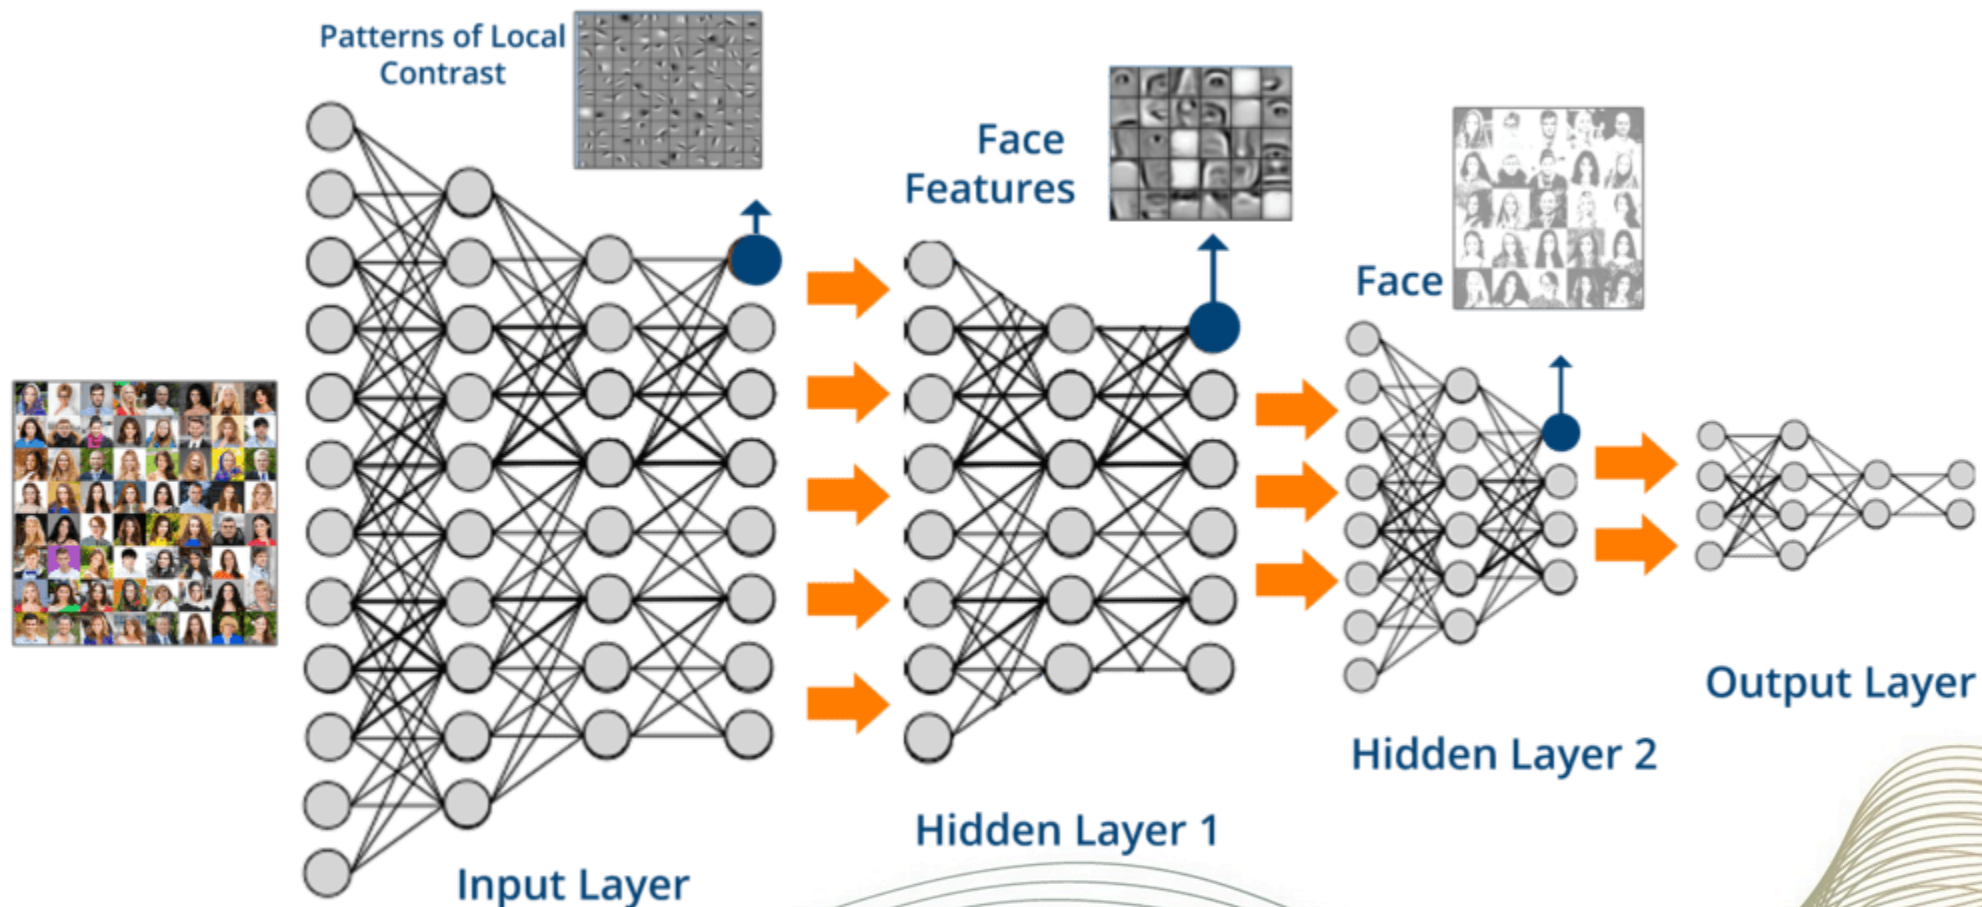 Patterns of Local
Contrast
Face
Features
Face
Output Layer
Hidden Layer 2
Hidden Layer 1
Input Layer